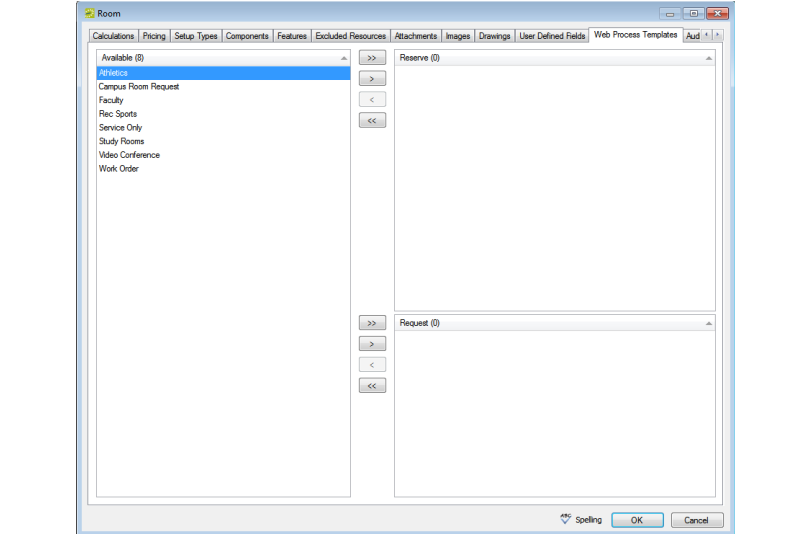 Room
Calculations Pricing Setup Types Components Features Excluded Resources Attachments Images Drawings User Defined Fields Web Process Templates Aud
Available (8)
Athletics
Campus Room Request
Faculty
Rec Sports
Service Only
Study Rooms
Video Conference
Work Order
>>
>
<
<<
Reserve (0)
>>
>
<
<<
Request (0)
ABC Spelling
OK
Cancel